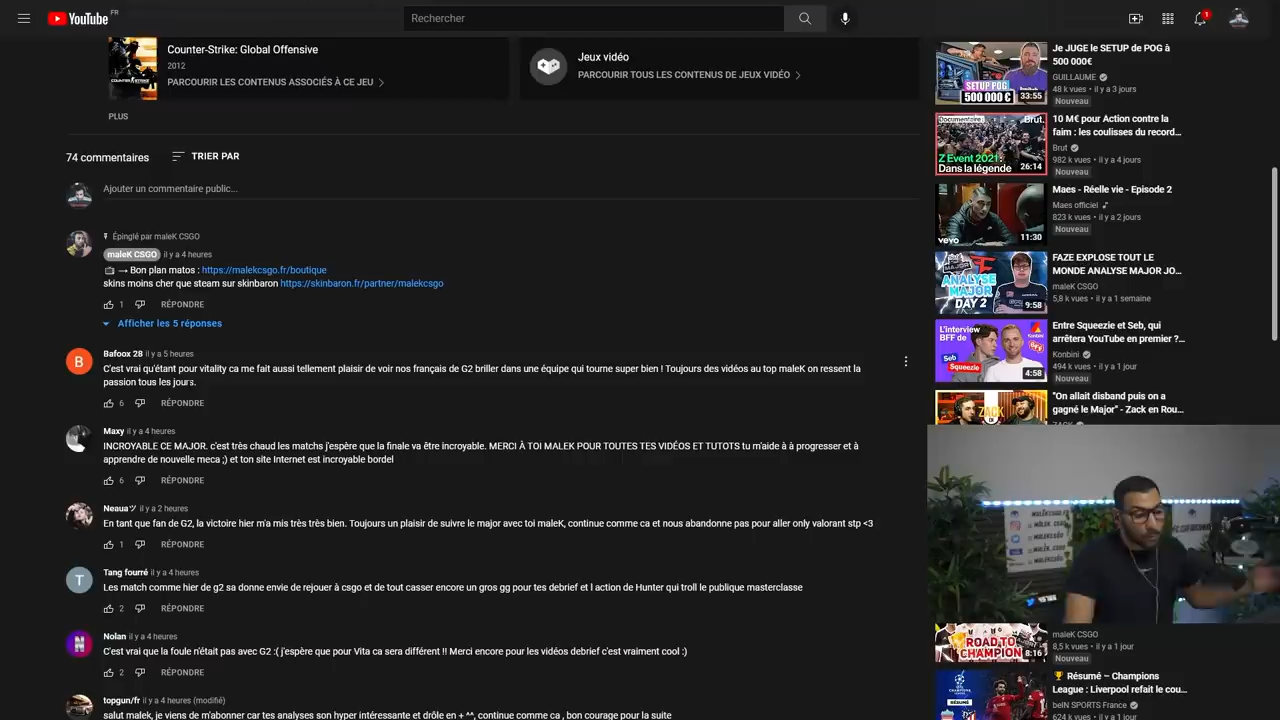 YouTube FR
Rechercher
1
Counter-Strike: Global Offensive
2012
PARCOURIR LES CONTENUS ASSOCIÉS À CE JEU
Jeux vidéo
PARCOURIR TOUS LES CONTENUS DE JEUX VIDÉO
PLUS
74 commentaires
TRIER PAR
Ajouter un commentaire public...
Épinglé par maleK CSGO
maleK CSGO il y a 4 heures
→ Bon plan matos : https://malekcsgo.fr/boutique
skins moins cher que steam sur skinbaron https://skinbaron.fr/partner/malekcsgo
1 RÉPONDRE
Afficher les 5 réponses
B
Bafoox 28 il y a 5 heures
C'est vrai qu'étant pour vitality ca me fait aussi tellement plaisir de voir nos français de G2 briller dans une équipe qui tourne super bien ! Toujours des vidéos au top maleK on ressent la
passion tous les jours.
6 RÉPONDRE
Maxy il y a 4 heures
INCROYABLE CE MAJOR. c'est très chaud les matchs j'espère que la finale va être incroyable. MERCI À TOI MALEK POUR TOUTES TES VIDÉOS ET TUTOTS tu m'aide à à progresser et à
apprendre de nouvelle meca ;) et ton site Internet est incroyable bordel
6 RÉPONDRE
Neauaツ il y a 2 heures
En tant que fan de G2, la victoire hier m'a mis très très bien. Toujours un plaisir de suivre le major avec toi maleK, continue comme ca et nous abandonne pas pour aller only valorant stp <3
1 RÉPONDRE
T
Tang fourré il y a 4 heures
Les match comme hier de g2 sa donne envie de rejouer à csgo et de tout casser encore un gros gg pour tes debrief et l action de Hunter qui troll le publique masterclasse
2 RÉPONDRE
Nolan il y a 4 heures
C'est vrai que la foule n'était pas avec G2 :( j'espère que pour Vita ca sera différent !! Merci encore pour les vidéos debrief c'est vraiment cool :)
2 RÉPONDRE
topgun/fr il y a 4 heures (modifié)
salut malek, je viens de m'abonner car tes analyses son hyper intéressante et drôle en + ^^, continue comme ca , bon courage pour la suite
SETUP POG
500 000 €
33:55
Je JUGE le SETUP de POG à
500 000€
GUILLAUME
48 k vues • il y a 3 jours
Nouveau
Documentaire
Brut.
Z Event 2021:
Dans la légende
26:14
10 M€ pour Action contre la
faim : les coulisses du record...
Brut
982 k vues • il y a 4 jours
Nouveau
vevo
11:30
Maes - Réelle vie - Episode 2
Maes officiel
823 k vues • il y a 2 jours
Nouveau
MAJOR
ANALYSE
MAJOR
DAY 2
9:58
FAZE EXPLOSE TOUT LE
MONDE ANALYSE MAJOR JO...
maleK CSGO
5,8 k vues • il y a 1 semaine
L'interview
BFF de
Seb
Squeezie
4:58
Entre Squeezie et Seb, qui
arrêtera YouTube en premier ?...
Konbini
494 k vues • il y a 1 jour
Nouveau
ZACK
"On allait disband puis on a
gagné le Major" - Zack en Rou...
ROAD TO
CHAMPION
8:16
maleK CSGO
8,5 k vues • il y a 1 jour
Nouveau
RÉSUMÉ
🏆 Résumé – Champions
League : Liverpool refait le cou...
beIN SPORTS France
624 k vues • il y a 1 jour